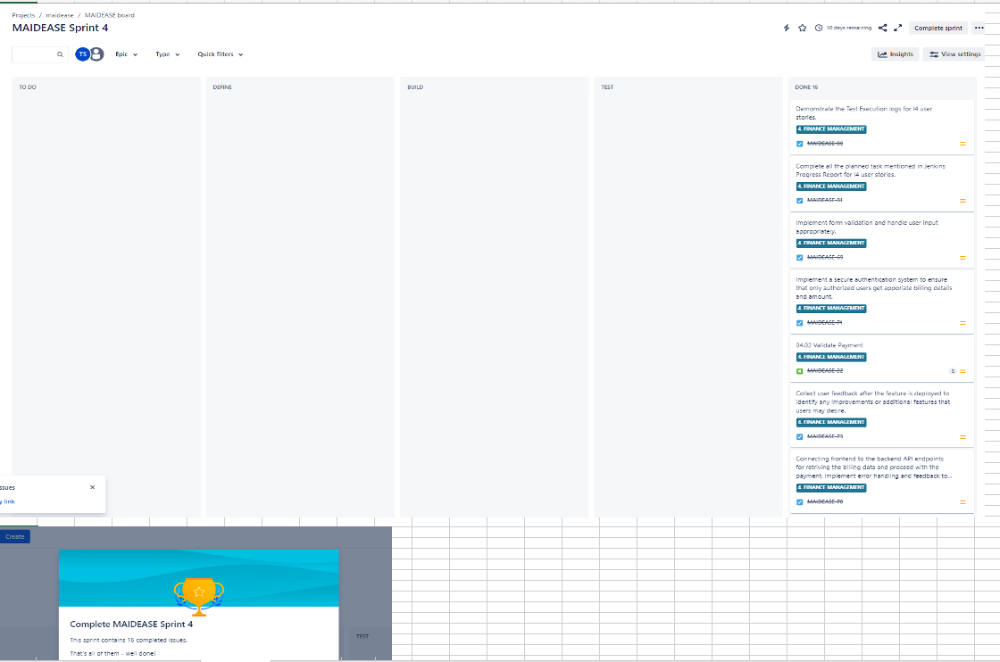 Projects / maidease / MAIDEASE board
MAIDEASE Sprint 4
10 days remaining
Complete sprint
TS
Epic
Type
Quick filters
Insights
View settings
TO DO
DEFINE
BUILD
TEST
DONE 16
Demonstrate the Test Execution logs for I4 user
stories.
4. FINANCE MANAGEMENT
MAIDEASE-80
Complete all the planned task mentioned in Jenkins
Progress Report for I4 user stories.
4. FINANCE MANAGEMENT
MAIDEASE-81
Implement form validation and handle user input
appropriately.
4. FINANCE MANAGEMENT
MAIDEASE-69
Implement a secure authentication system to ensure
that only authorized users get apporiate billing details
and amount.
4. FINANCE MANAGEMENT
MAIDEASE-71
04.02 Validate Payment
4. FINANCE MANAGEMENT
MAIDEASE-22
5
Collect user feedback after the feature is deployed to
identify any improvements or additional features that
users may desire.
4. FINANCE MANAGEMENT
MAIDEASE-73
Connecting frontend to the backend API endpoints
for retriving the billing data and proceed with the
payment. Implement error handling and feedback to...
4. FINANCE MANAGEMENT
MAIDEASE-70
ssues
y link
Create
Complete MAIDEASE Sprint 4
This sprint contains 16 completed issues.
That's all of them - well done!
TEST